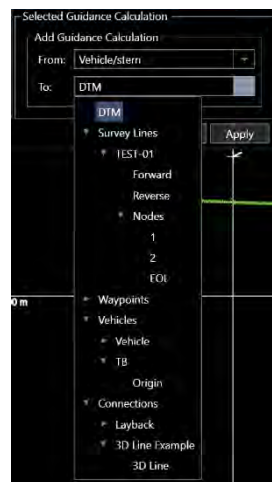 Selected Guidance Calculation
Add Guidance Calculation
From: Vehicle/stern
To: DTM
DTM
Survey Lines
Apply
TEST-01
Forward
Reverse
Nodes
1
2
EOL
0 m
Waypoints
Vehicles
Vehicle
TB
Origin
Connections
Layback
3D Line Example
3D Line